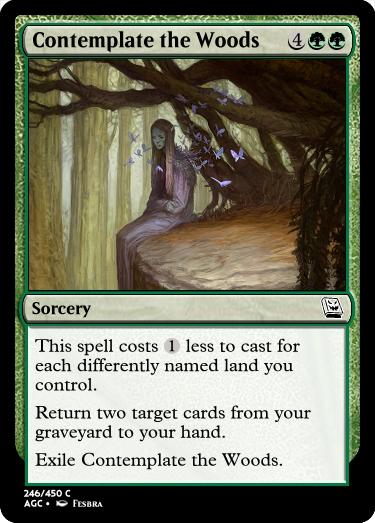 Contemplate the Woods 4
Sorcery
This spell costs 1 less to cast for
each differently named land you
control.
Return two target cards from your
graveyard to your hand.
Exile Contemplate the Woods.
246/450 C
AGC • Fesbra